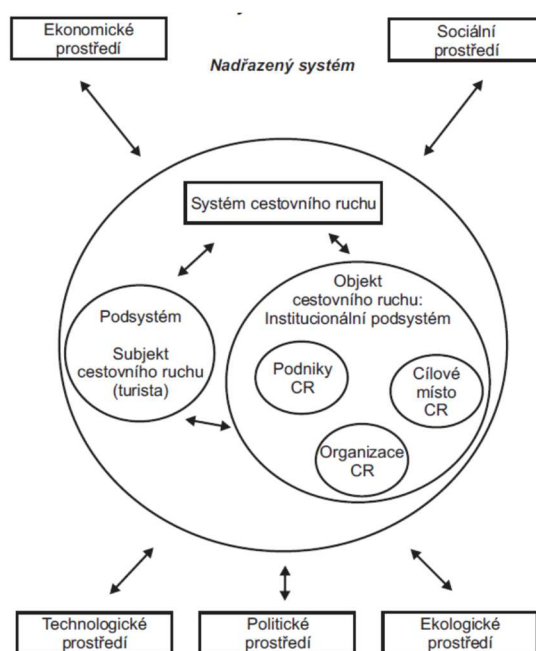 Ekonomické
prostředí
Sociální
prostředí
Nadřazený systém
Systém cestovního ruchu
Podsystém
Subjekt
cestovního ruchu
(turista)
Objekt
cestovního ruchu:
Institucionální podsystém
Podniky
CR
Cílové
místo
CR
Organizace
CR
Technologické
prostředí
Politické
prostředí
Ekologické
prostředí